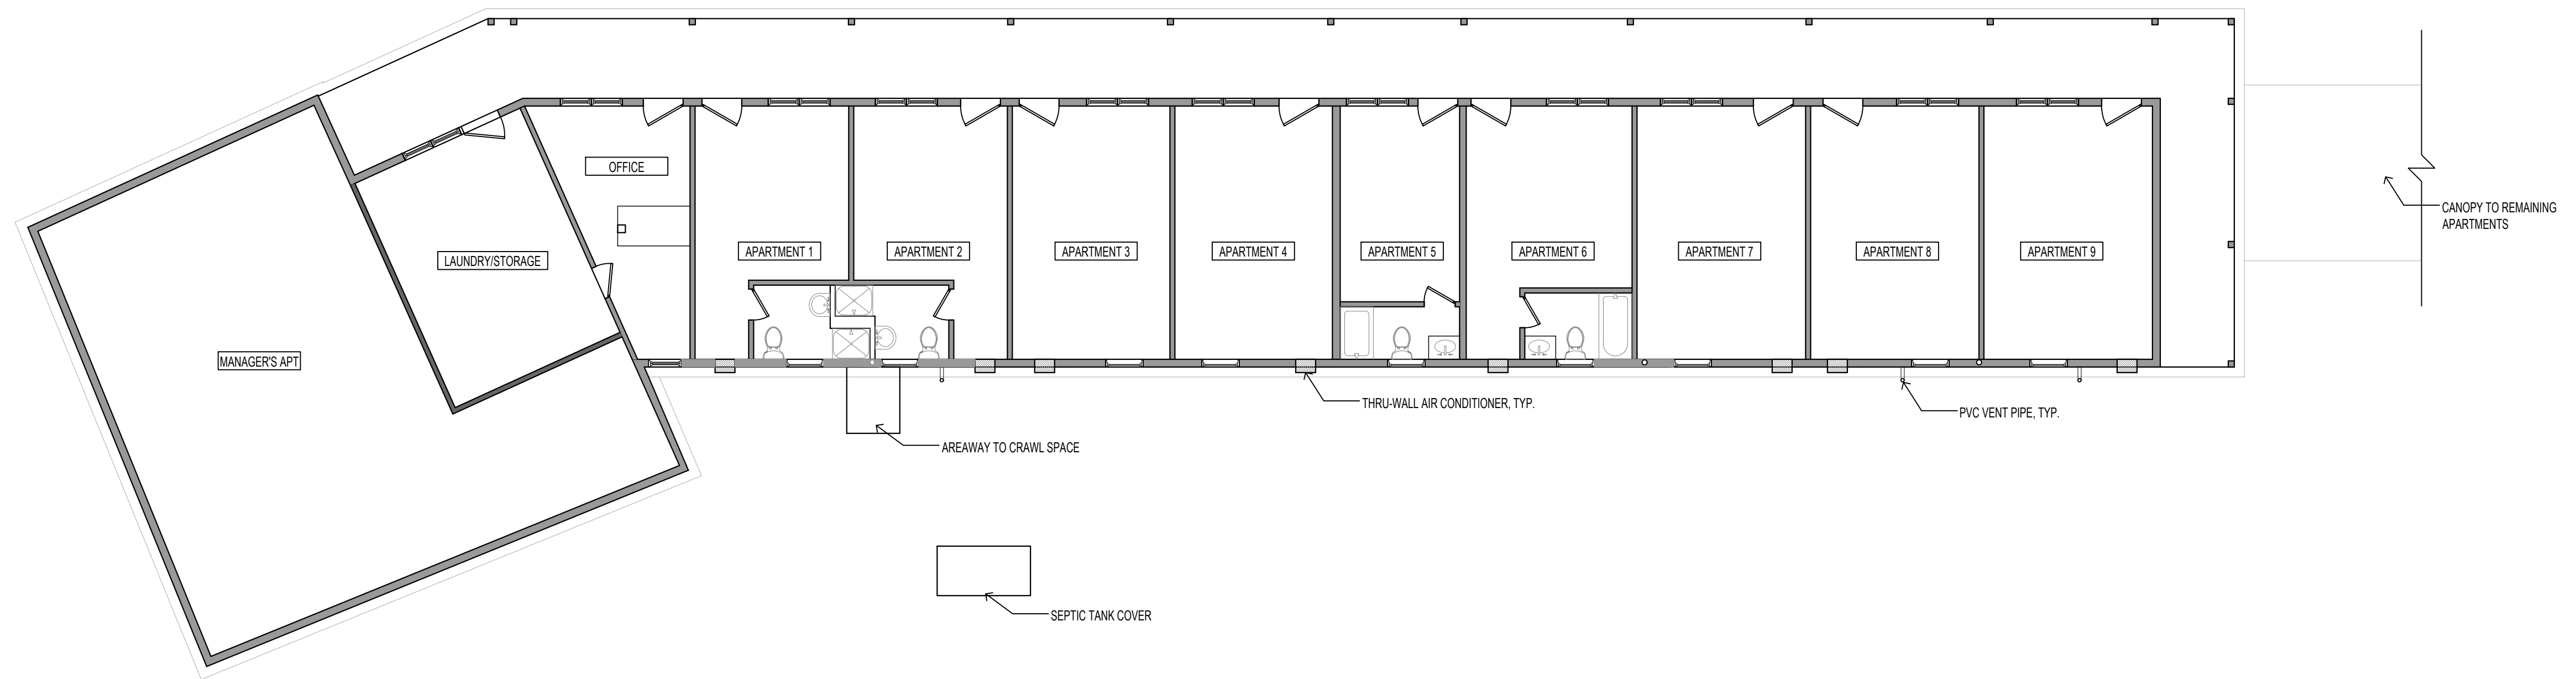 OFFICE
CANOPY TO REMAINING
APARTMENTS
LAUNDRY/STORAGE
APARTMENT 1
APARTMENT 2
APARTMENT 3
APARTMENT 4
APARTMENT 5
APARTMENT 6
APARTMENT 7
APARTMENT 8
APARTMENT 9
MANAGER'S APT
THRU-WALL AIR CONDITIONER, TYP.
PVC VENT PIPE, TYP.
AREAWAY TO CRAWL SPACE
SEPTIC TANK COVER